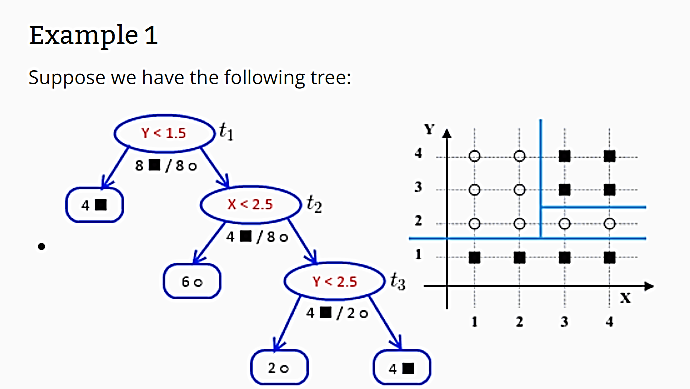 Example 1
Suppose we have the following tree:
Y < 1.5 t1
8 ■ / 8 ○
4 ■
X < 2.5 t2
4 ■ / 8 ○
6 ○
Y < 2.5 t3
4 ■ / 2 ○
2 ○
4 ■
Y
4
3
2
1
X
1 2 3 4